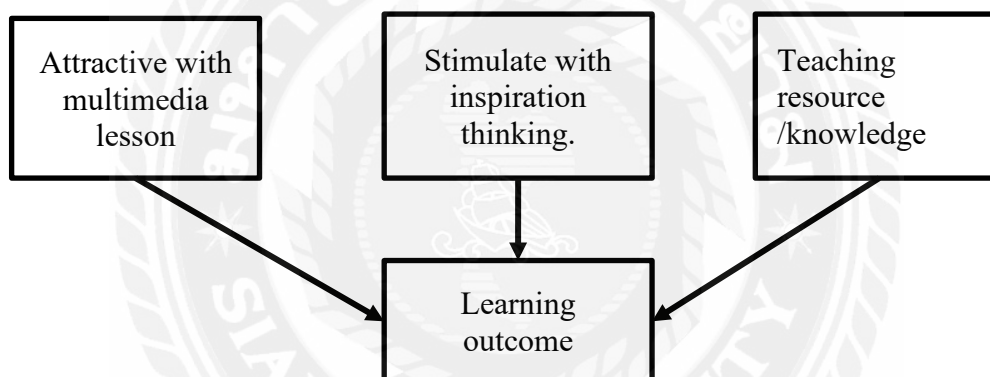 Attractive with
multimedia
lesson
Stimulate with
inspiration
thinking.
Teaching
resource
/knowledge
Learning
outcome